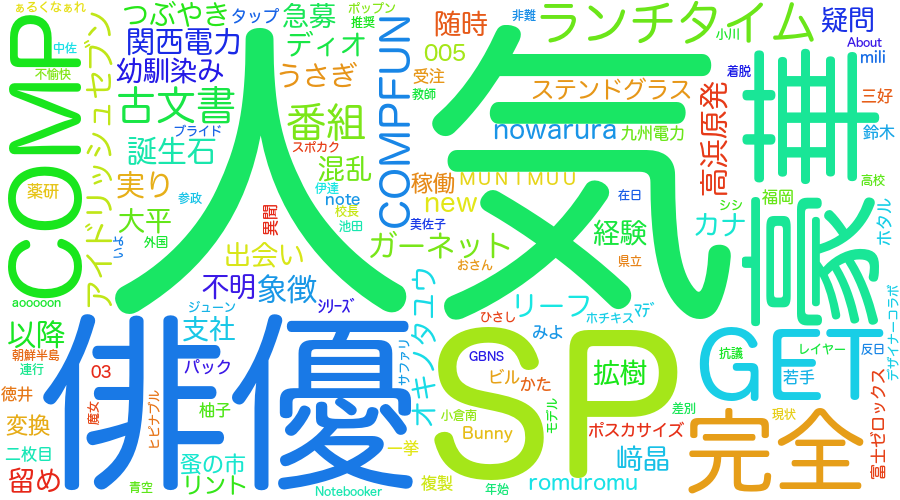 ぁるくなぁれ
つぶやき
タップ
急募
ポップン
推奨
随時
非難
ランチタイム
小川
疑問
About
mili
中佐
不愉快
関西電力
ディオ
幼馴染み
うさぎ
005
受注
教師
ステンドグラス
着脱
三好
COMP
アイドリッシュセブン
古文書
ブライド
番組
スポカク
COMPFUN
nowarura
九州電力
高浜原発
豪華
鈴木
誕生石
混乱
MUNIMUU
薬研
実り
参政
伊達
note
稼働
new
在日
シシ
福岡
高校
大平
外国
異聞
校長
池田
美佐子
経験
カナ
ホタル
出会い
ガーネット
おさん
県立
不明
象徴
シリーズ
人気
aooooon
ジューン
オキノタユウ
リーフ
ホチキス
マデ
ひさし
みよ
デザイナーコラボ
以降
支社
朝鮮半島
連行
03
パック
サファリ
GBNS
ビル
かた
拡樹
GET
抗議
レイヤー
反日
若手
徳井
魔女
ヒビナブル
柚子
俳優
小倉南
モデル
SP
差別
現状
変換
Bunny
ポスカサイズ
富士ゼロックス
二枚目
蚤の市
一挙
﨑晶
完全
留め
青空
リント
Notebooker
複製
年始
romuromu